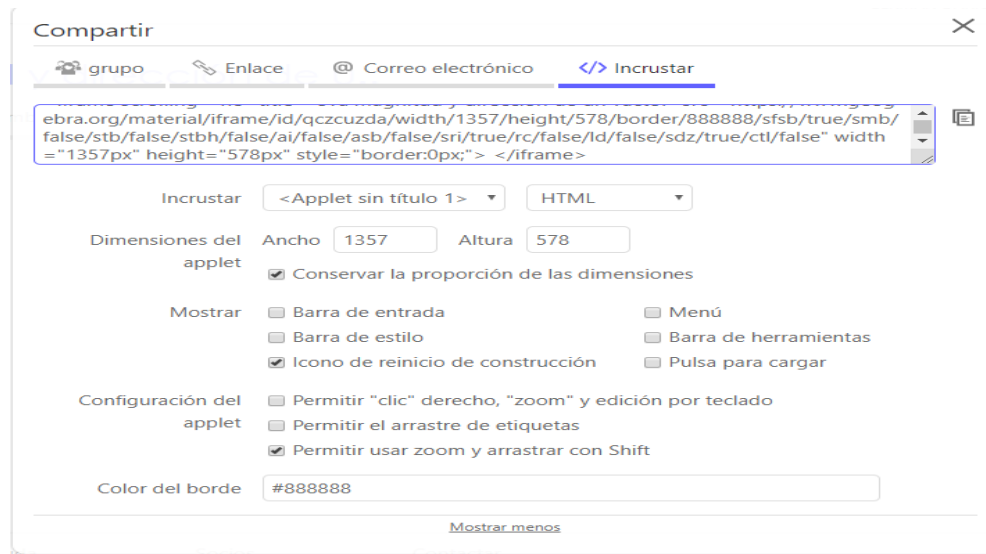 Compartir
grupo
Enlace
@ Correo electrónico
</> Incrustar
ebra.org/material/iframe/id/qczcuzda/width/1357/height/578/border/888888/sfsb/true/smb/
false/stb/false/stbh/false/ai/false/asb/false/sri/true/rc/false/ld/false/sdz/true/ctl/false" width
="1357px" height="578px" style="border:0px;"> </iframe>
Incrustar <Applet sin título 1> HTML
Dimensiones del Ancho 1357 Altura 578
applet
Conservar la proporción de las dimensiones
Mostrar Barra de entrada Menú
Barra de estilo Barra de herramientas
Icono de reinicio de construcción Pulsa para cargar
Configuración del Permitir "clic" derecho, "zoom" y edición por teclado
applet Permitir el arrastre de etiquetas
Permitir usar zoom y arrastrar con Shift
Color del borde #888888
Mostrar menos